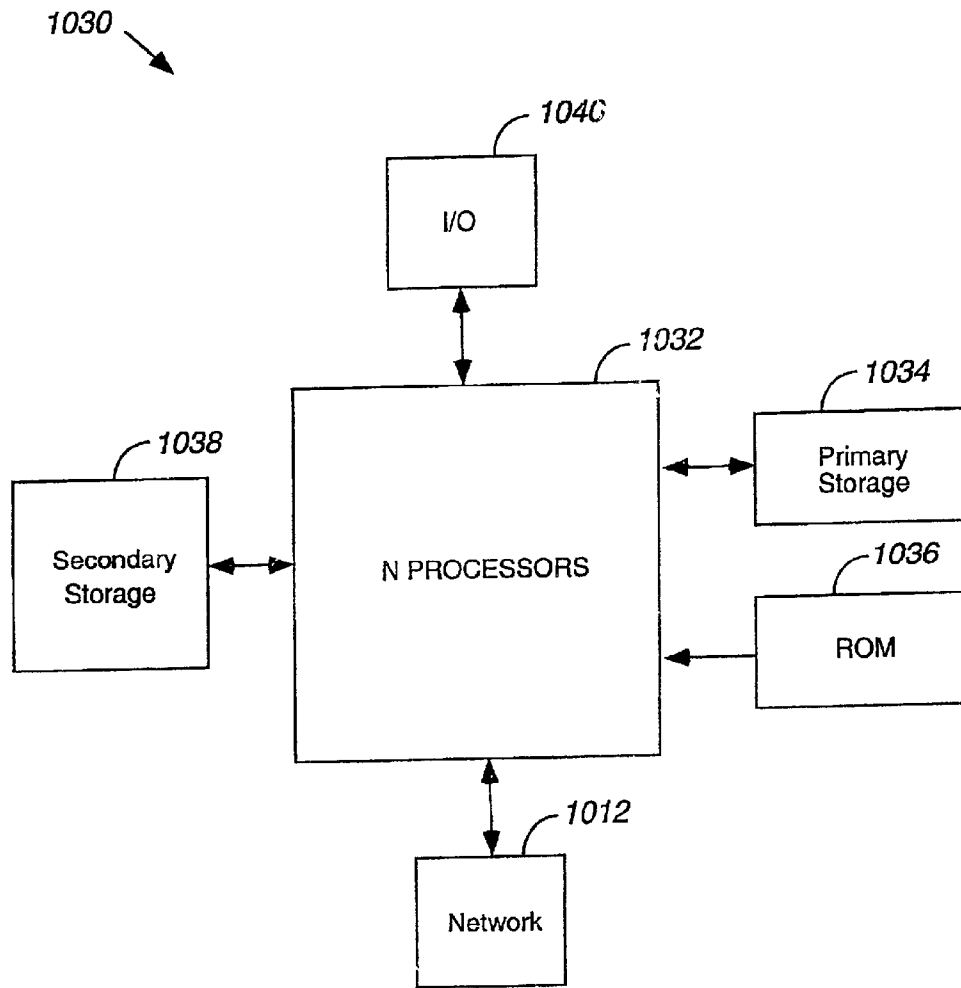 1030
1040
I/O
1032
1034
Primary
Storage
1038
Secondary
Storage
N PROCESSORS
1036
ROM
1012
Network